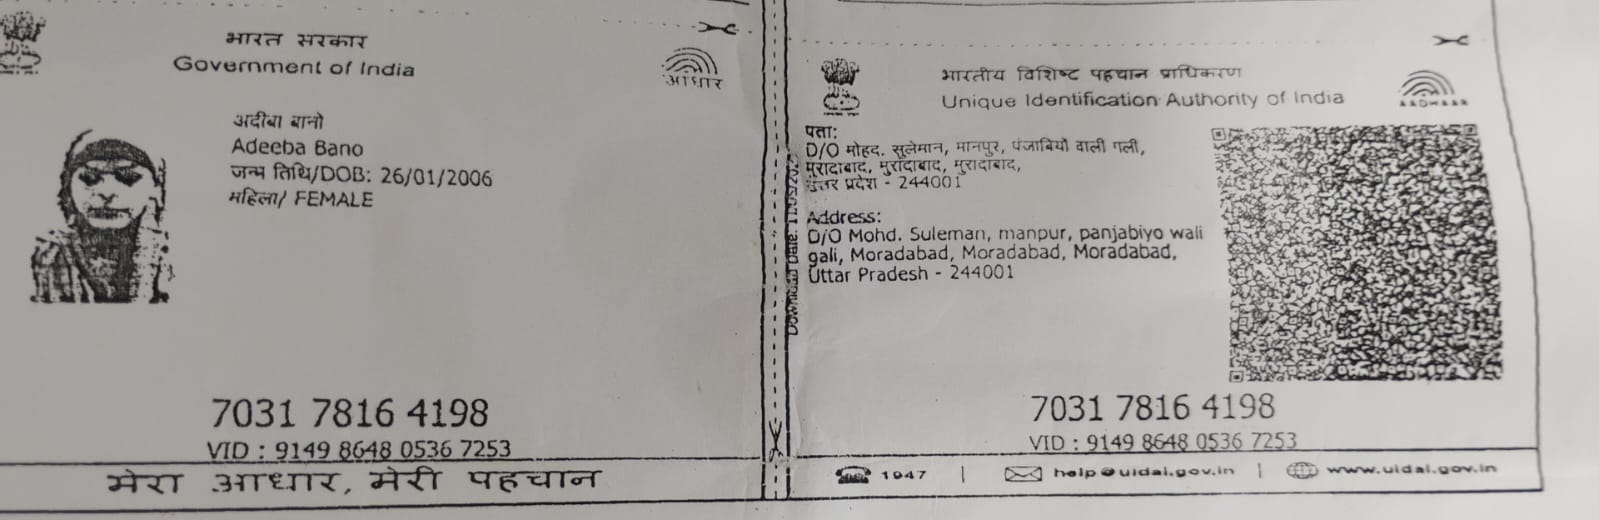 भारत सरकार
Government of India
आधार
अदीबा बानो
Adeeba Bano
जन्म तिथि/DOB: 26/01/2006
महिला/ FEMALE
7031 7816 4198
VID : 9149 8648 0536 7253
मेरा आधार, मेरी पहचान
Download Date:
भारतीय विशिष्ट पहचान प्राधिकरण
Unique Identification Authority of India
AADHAAR
पता:
D/O मोहद. सुलेमान, मानपुर, पंजाबियों वाली गली,
मुरादाबाद, मुरादाबाद, मुरादाबाद,
उत्तर प्रदेश - 244001
Address:
D/O Mohd. Suleman, manpur, panjabiyo wali
gali, Moradabad, Moradabad, Moradabad,
Uttar Pradesh - 244001
7031 7816 4198
VID : 9149 8648 0536 7253
1947 | help@uidai.gov.in | www.uidai.gov.in